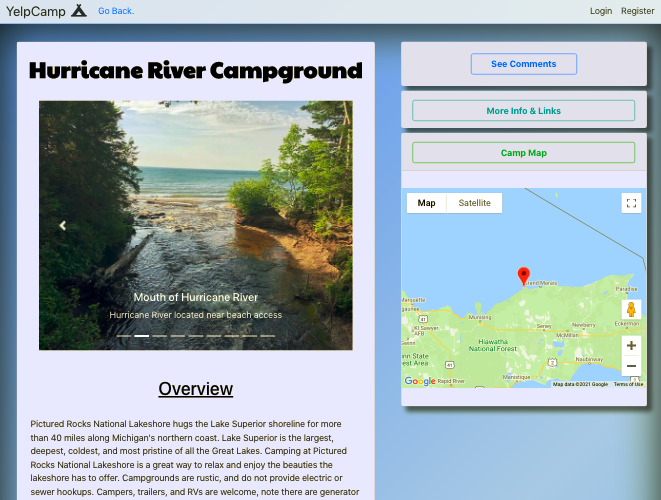 YelpCamp
Go Back.
Login
Register
Hurricane River Campground
Mouth of Hurricane River
Hurricane River located near beach access
Overview
Pictured Rocks National Lakeshore hugs the Lake Superior shoreline for more
than 40 miles along Michigan's northern coast. Lake Superior is the largest,
deepest, coldest, and most pristine of all the Great Lakes. Camping at Pictured
Rocks National Lakeshore is a great way to relax and enjoy the beauties the
lakeshore has to offer. Campgrounds are rustic, and do not provide electric or
sewer hookups. Campers, trailers, and RVs are welcome, note there are generator
See Comments
More Info & Links
Camp Map
Map
Satellite
Grand Marais
Paradise
Marquette
Munising
Seney
Newberry
Eckerman
KI Sawyer
AFB
McMillan
Hiawatha
National Forest
Naubinway
Manistique
Rapid River
Google
Map data ©2021 Google
Terms of Use